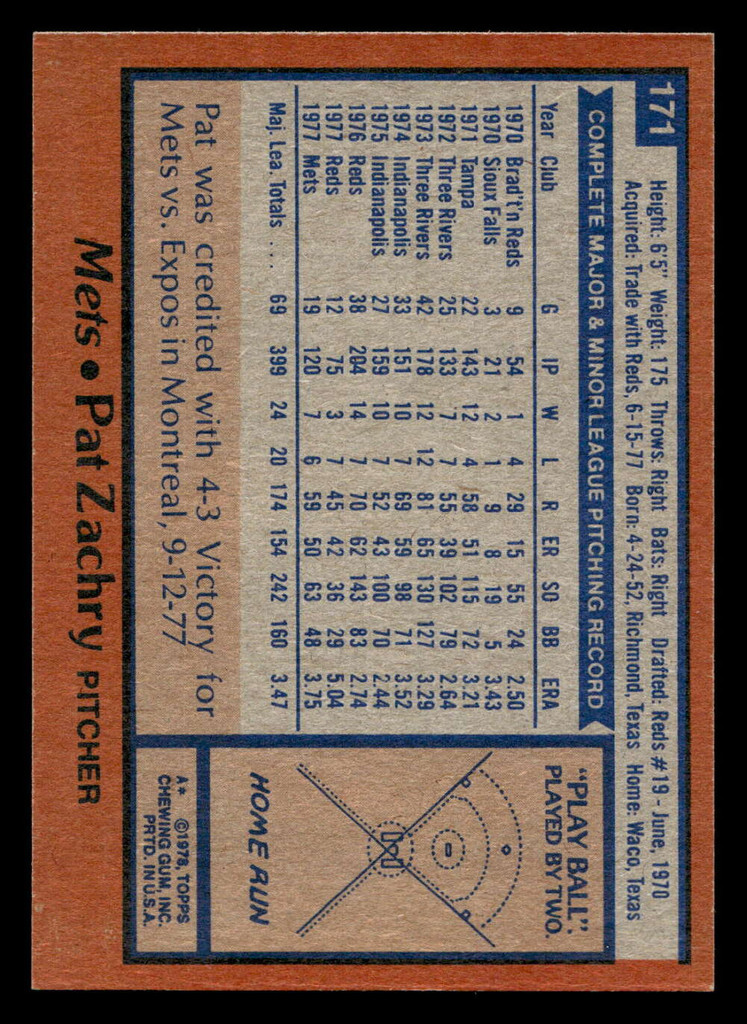 171
Height: 6'5" Weight: 175 Throws: Right Bats: Right Drafted: Reds #19 - June, 1970
Acquired: Trade with Reds, 6-15-77 Born: 4-24-52, Richmond, Texas Home: Waco, Texas
COMPLETE MAJOR & MINOR LEAGUE PITCHING RECORD
Year Club G IP W L R ER SO BB ERA
1970 Brad't'n Reds 9 54 1 4 29 15 55 24 2.50
1970 Sioux Falls 3 21 2 1 9 8 19 5 3.43
1971 Tampa 22 143 12 4 58 51 115 72 3.21
1972 Three Rivers 25 133 7 7 55 39 102 79 2.64
1973 Three Rivers 42 178 12 12 81 65 130 127 3.29
1974 Indianapolis 33 151 10 7 69 59 98 71 3.52
1975 Indianapolis 27 159 10 7 52 43 100 70 2.44
1976 Reds 38 204 14 7 70 62 143 83 2.74
1977 Reds 12 75 3 7 45 42 36 29 5.04
1977 Mets 19 120 7 6 59 50 63 48 3.75
Maj. Lea. Totals .... 69 399 24 20 174 154 242 160 3.47
Pat was credited with 4-3 Victory for
Mets vs. Expos in Montreal, 9-12-77
"PLAY BALL".
PLAYED BY TWO.
HOME RUN
A* ©1978, TOPPS
CHEWING GUM, INC.
PRTD. IN U.S.A.
Mets • Pat Zachry PITCHER